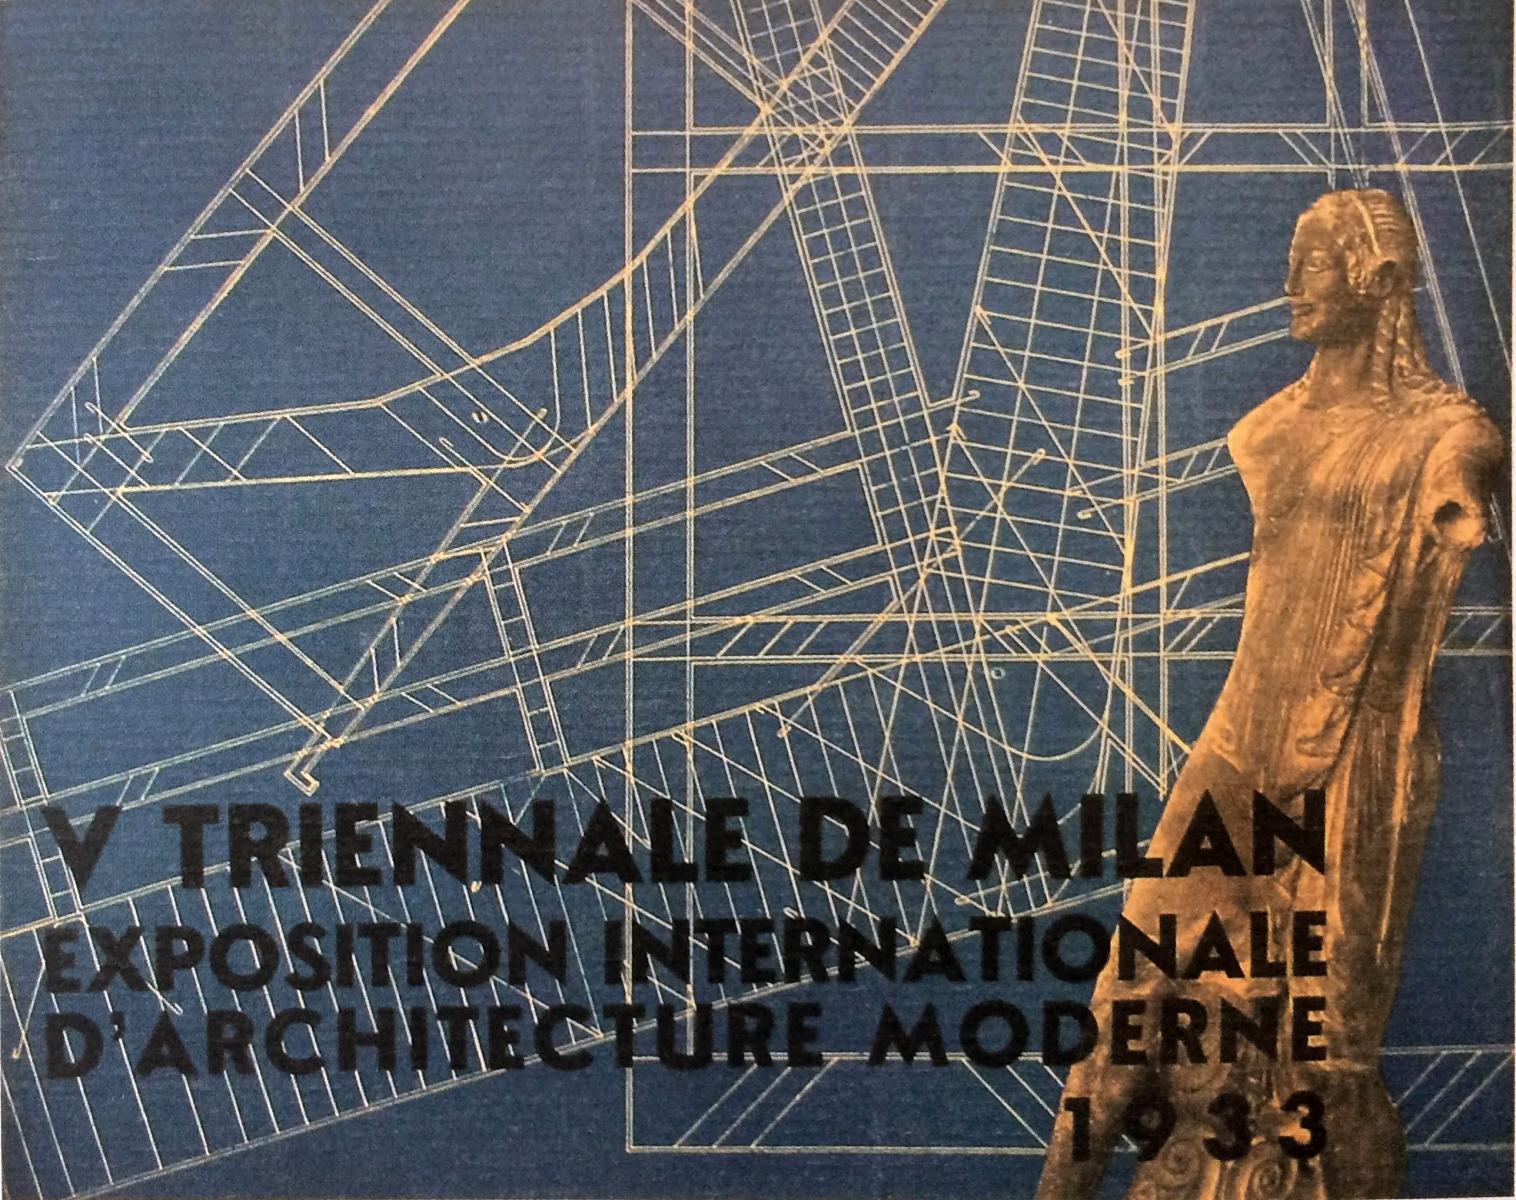 V TRIENNALE DE MILAN
EXPOSITION INTERNATIONALE
D'ARCHITECTURE MODERNE
1933